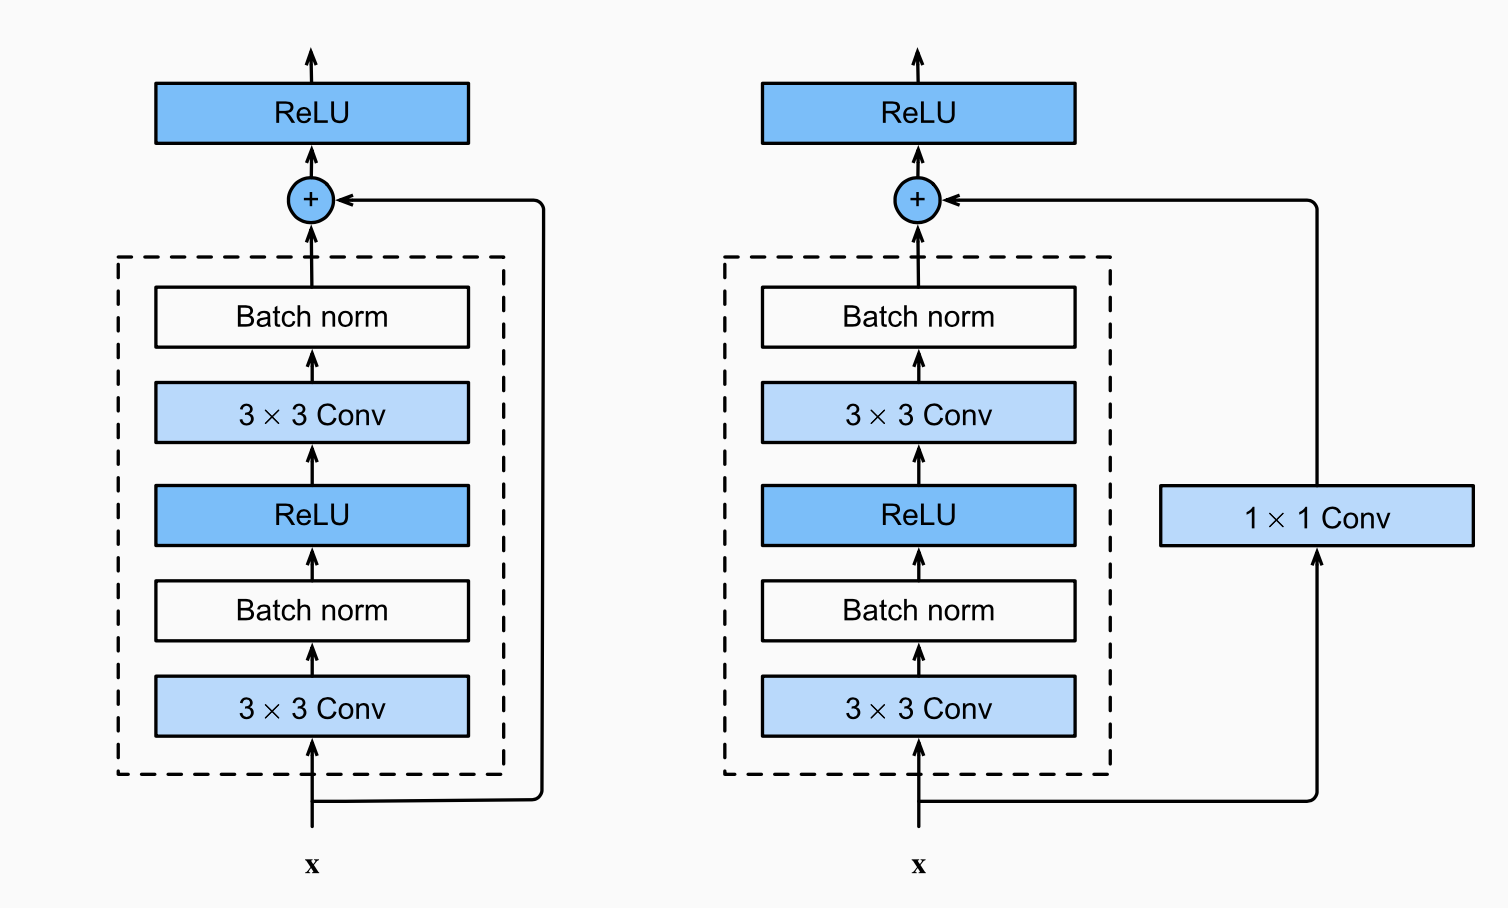 ReLU
+
Batch norm
3 × 3 Conv
ReLU
Batch norm
3 × 3 Conv
x
ReLU
+
Batch norm
3 × 3 Conv
ReLU
Batch norm
3 × 3 Conv
x
1 × 1 Conv